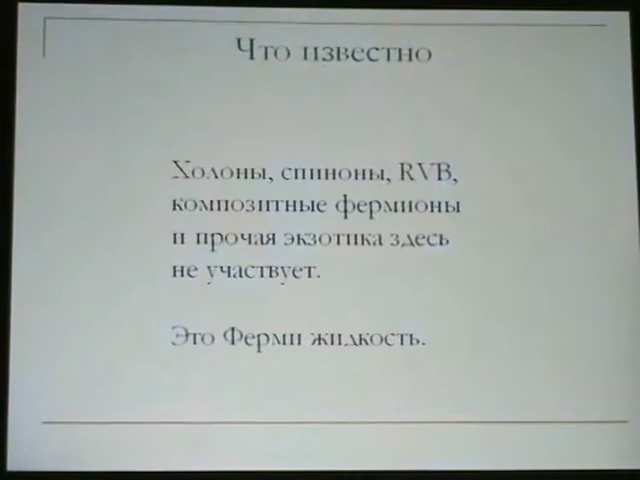 Что известно
Холоны, спиноны, RVB,
композитные фермионы
и прочая экзотика здесь
не участвует.
Это Ферми жидкость.